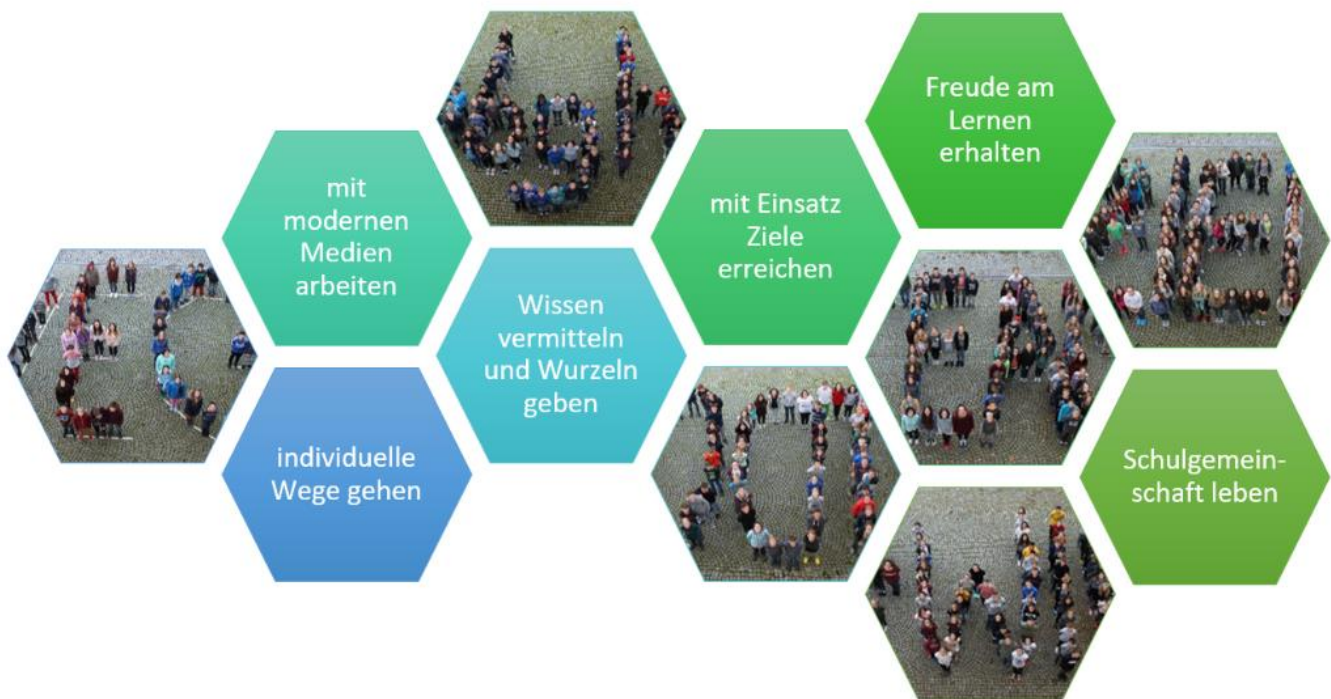 mit
modernen
Medien
arbeiten
individuelle
Wege gehen
Wissen
vermitteln
und Wurzeln
geben
mit Einsatz
Ziele
erreichen
Freude am
Lernen
erhalten
Schulgemein-
schaft leben